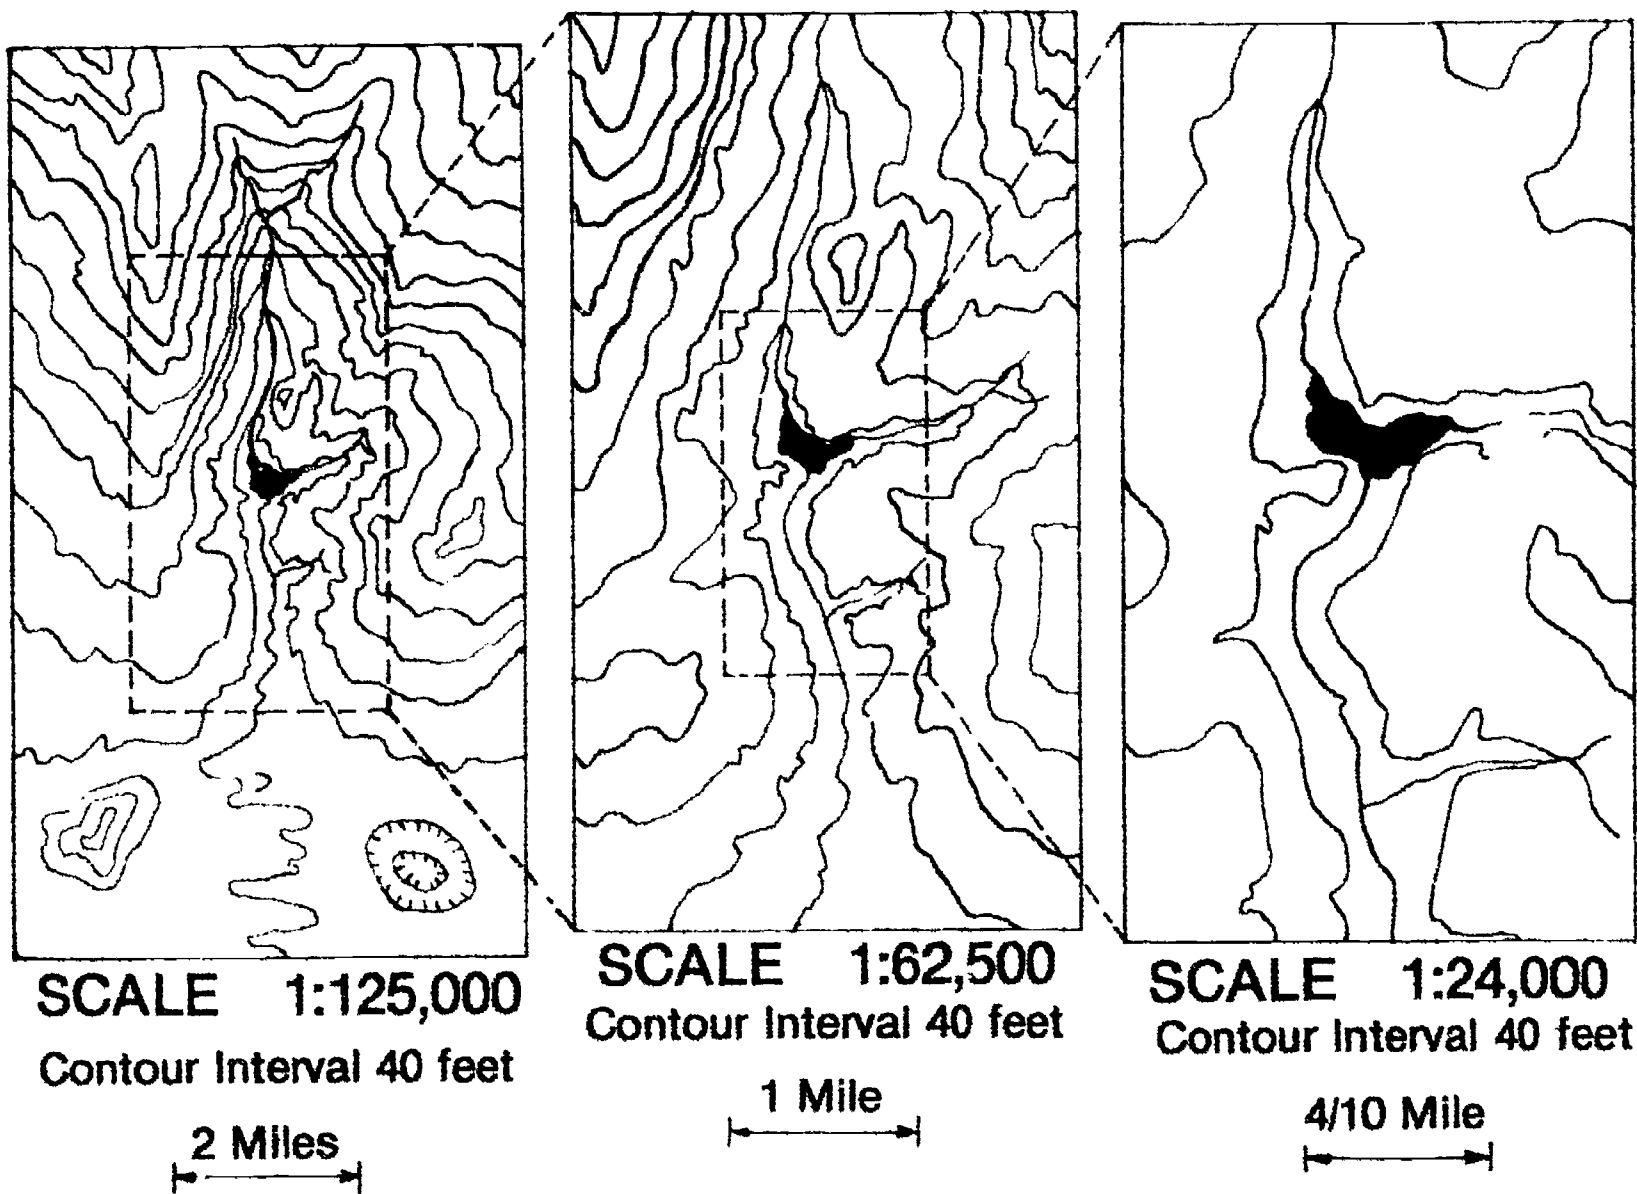 SCALE 1:125,000
Contour Interval 40 feet
2 Miles
SCALE 1:62,500
Contour Interval 40 feet
1 Mile
SCALE 1:24,000
Contour Interval 40 feet
4/10 Mile